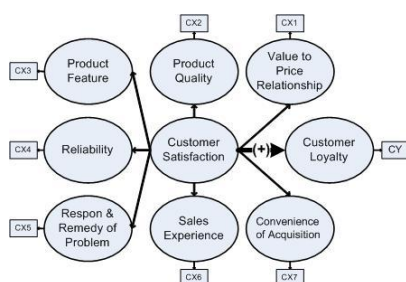 CX2
CX1
CX3
Product
Feature
Product
Quality
Value to
Price
Relationship
CX4
Reliability
Customer
Satisfaction
(+)
Customer
Loyalty
CY
CX5
Respon &
Remedy of
Problem
Sales
Experience
Convenience
of Acquisition
CX6
CX7